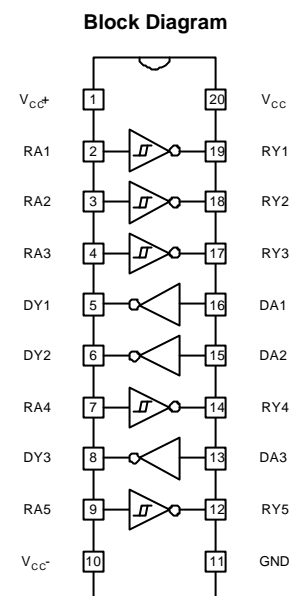 Block Diagram
VCC+ 1 20 VCC
RA1 2 19 RY1
RA2 3 18 RY2
RA3 4 17 RY3
DY1 5 16 DA1
DY2 6 15 DA2
RA4 7 14 RY4
DY3 8 13 DA3
RA5 9 12 RY5
VCC- 10 11 GND